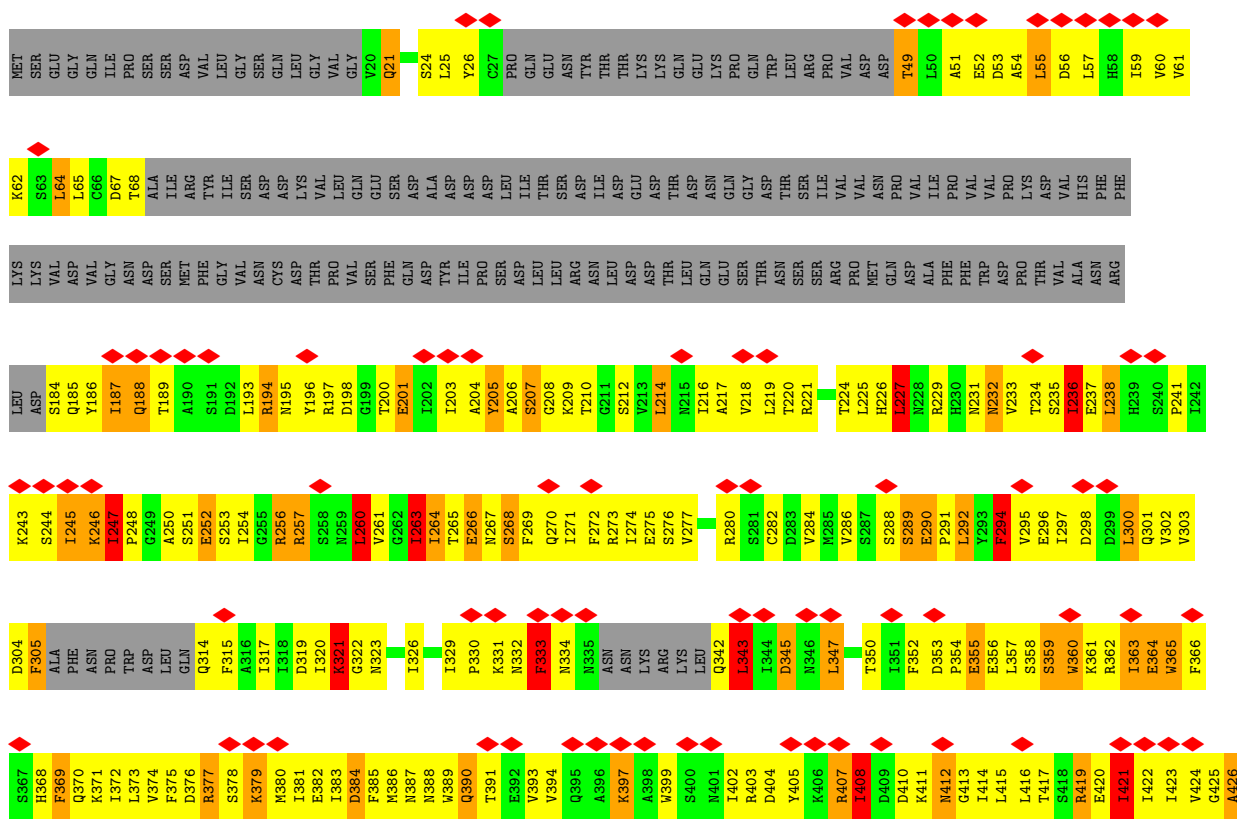 MET SER GLU GLY GLN ILE PRO SER SER ASP VAL LEU GLY SER GLN LEU GLY VAL GLY V20 Q21 S24 L25 Y26 C27 PRO GLN GLU ASN TYR THR THR LYS LYS GLN GLU LYS PRO GLN TRP LEU ARG PRO VAL ASP ASP T49 L50 A51 E52 D53 A54 L55 D56 L57 H58 I59 V60 V61
K62 S63 L64 L65 C66 D67 T68 ALA ILE ARG TYR ILE SER ASP ASP LYS VAL LEU GLN GLU SER ASP ALA ASP ASP ASP LEU ILE THR SER ASP ILE ASP GLU ASP THR ASP ASN GLN GLY ASP THR SER ILE VAL VAL ASN PRO VAL ILE PRO VAL VAL PRO LYS ASP VAL HIS PHE PHE
LYS LYS VAL ASP VAL GLY ASN ASP SER MET PHE GLY VAL ASN CYS ASP THR PRO VAL SER PHE GLN ASP TYR ILE PRO SER ASP LEU LEU ARG ASN LEU ASP ASP THR LEU GLN GLU SER THR ASN SER SER ARG PRO MET GLN ASP ALA PHE PHE TRP ASP PRO THR VAL ALA ASN ARG
LEU ASP S184 Q185 Y186 I187 Q188 T189 A190 S191 D192 L193 R194 N195 Y196 R197 D198 G199 T200 E201 I202 I203 A204 Y205 A206 S207 G208 K209 T210 G211 S212 V213 L214 N215 I216 A217 V218 L219 T220 R221 T224 L225 H226 L227 N228 R229 H230 N231 N232 V233 T234 S235 I236 E237 L238 H239 S240 P241 I242
K243 S244 I245 K246 I247 P248 G249 A250 S251 E252 S253 I254 G255 R256 R257 S258 N259 L260 V261 G262 I263 I264 T265 E266 N267 S268 F269 Q270 I271 F272 R273 I274 E275 S276 V277 R280 S281 C282 D283 V284 M285 V286 S287 S288 S289 E290 P291 L292 Y293 F294 V295 E296 I297 D298 D299 L300 Q301 V302 V303
D304 F305 ALA PHE ASN PRO TRP ASP LEU GLN Q314 F315 A316 I317 I318 D319 I320 K321 G322 N323 I326 I329 P330 K331 N332 F333 N334 N335 ASN ASN LYS ARG LYS LEU Q342 L343 I344 D345 N346 L347 T350 I351 F352 D353 P354 E355 E356 L357 S358 S359 W360 K361 R362 I363 E364 W365 F366
S367 H368 F369 Q370 K371 I372 L373 V374 F375 D376 R377 S378 K379 M380 I381 E382 I383 D384 F385 M386 N387 N388 W389 Q390 T391 E392 V393 V394 Q395 A396 K397 A398 W399 S400 N401 I402 R403 D404 Y405 K406 R407 I408 D409 D410 K411 N412 G413 I414 L415 L416 T417 S418 R419 E420 I421 I422 I423 V424 G425 A426